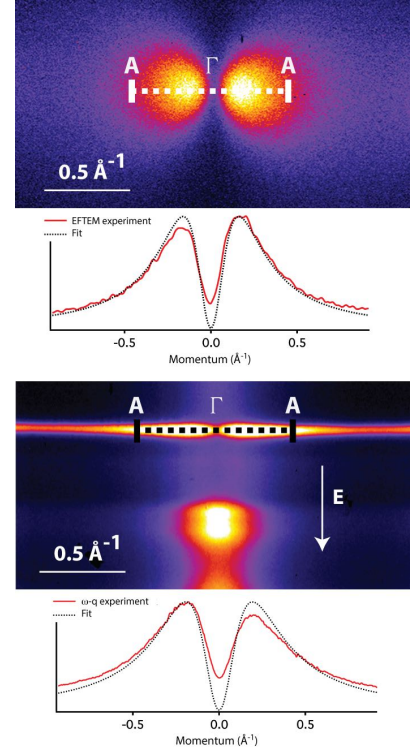 A Γ A
0.5 Å-1
EFTEM experiment
Fit
-0.5 0.0 0.5
Momentum (Å-1)
A Γ A
E
0.5 Å-1
ω-q experiment
Fit
-0.5 0.0 0.5
Momentum (Å-1)